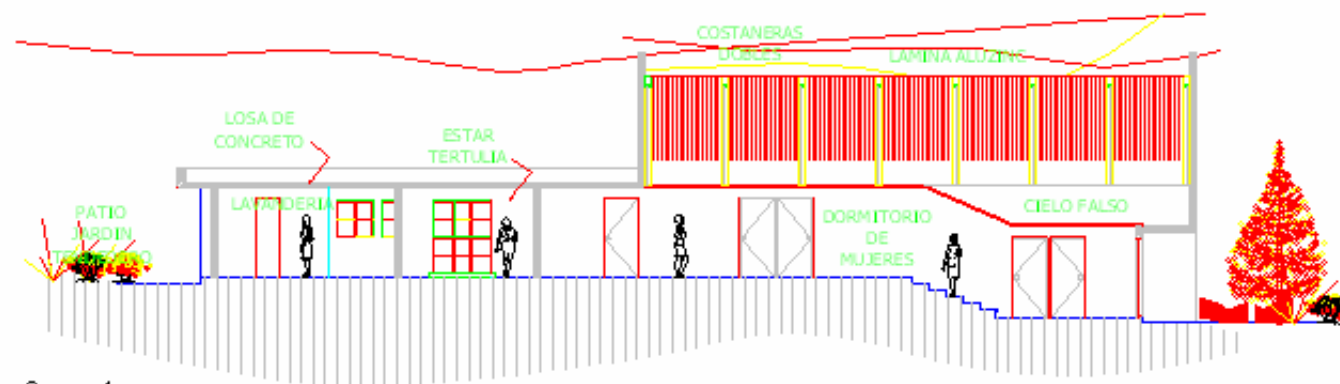 COSTANERAS
DOBLES
LAMINA ALUZINC
LOSA DE
CONCRETO
ESTAR
TERTULIA
LAVANDERIA
PATIO
JARDIN
DORMITORIO
DE
MUJERES
CIELO FALSO